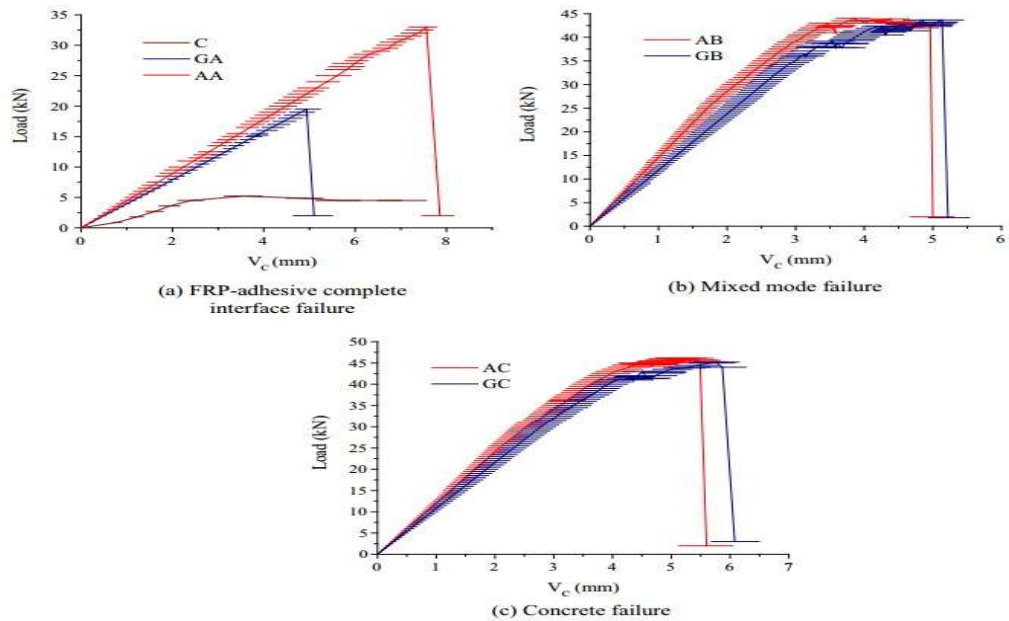 35
30
25
20
15
10
5
0
Load (kN)
C
GA
AA
0 2 4 6 8
V_C (mm)
(a) FRP-adhesive complete
interface failure
45
40
35
30
25
20
15
10
5
0
Load (kN)
AB
GB
0 1 2 3 4 5 6
V_C (mm)
(b) Mixed mode failure
50
45
40
35
30
25
20
15
10
5
0
Load (kN)
AC
GC
0 1 2 3 4 5 6 7
V_C (mm)
(c) Concrete failure